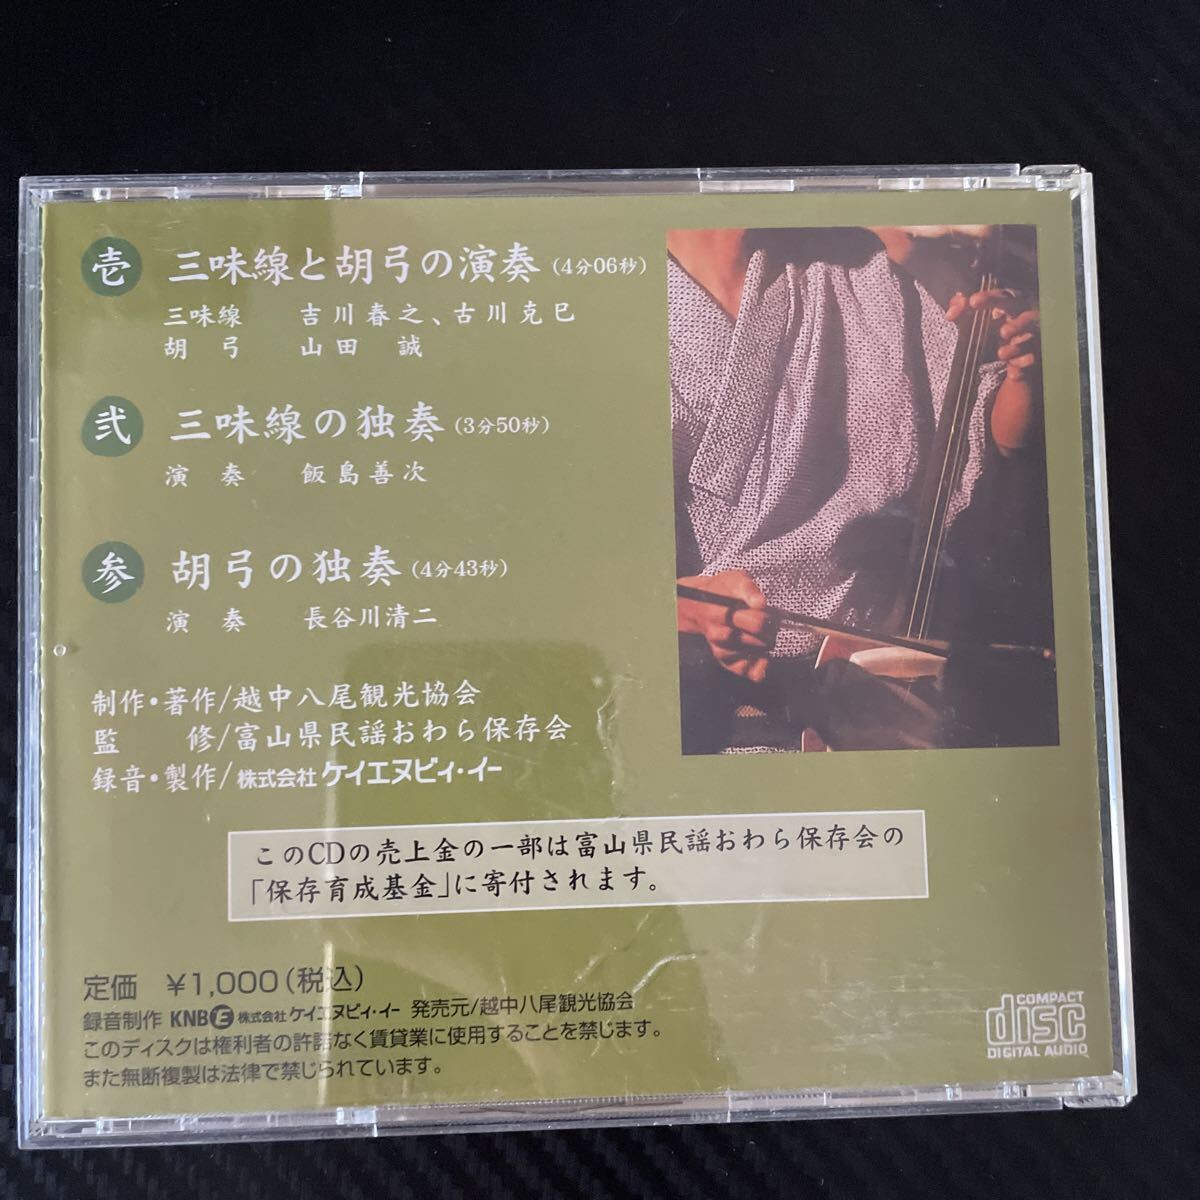 壱 三味線と胡弓の演奏(4分06秒)
三味線 吉川春之、古川克巳
胡弓 山田 誠
弐 三味線の独奏(3分50秒)
演奏 飯島善次
参 胡弓の独奏(4分43秒)
演奏 長谷川清二
制作・著作/越中八尾観光協会
監修/富山県民謡おわら保存会
録音・製作/株式会社ケイエヌビィ・イー
このCDの売上金の一部は富山県民謡おわら保存会の
「保存育成基金」に寄付されます。
定価 ¥1,000(税込)
録音制作 KNBE 株式会社ケイエヌビィ・イー 発売元/越中八尾観光協会
このディスクは権利者の許諾なく賃貸業に使用することを禁じます。
また無断複製は法律で禁じられています。
COMPACT
disc
DIGITAL AUDIO